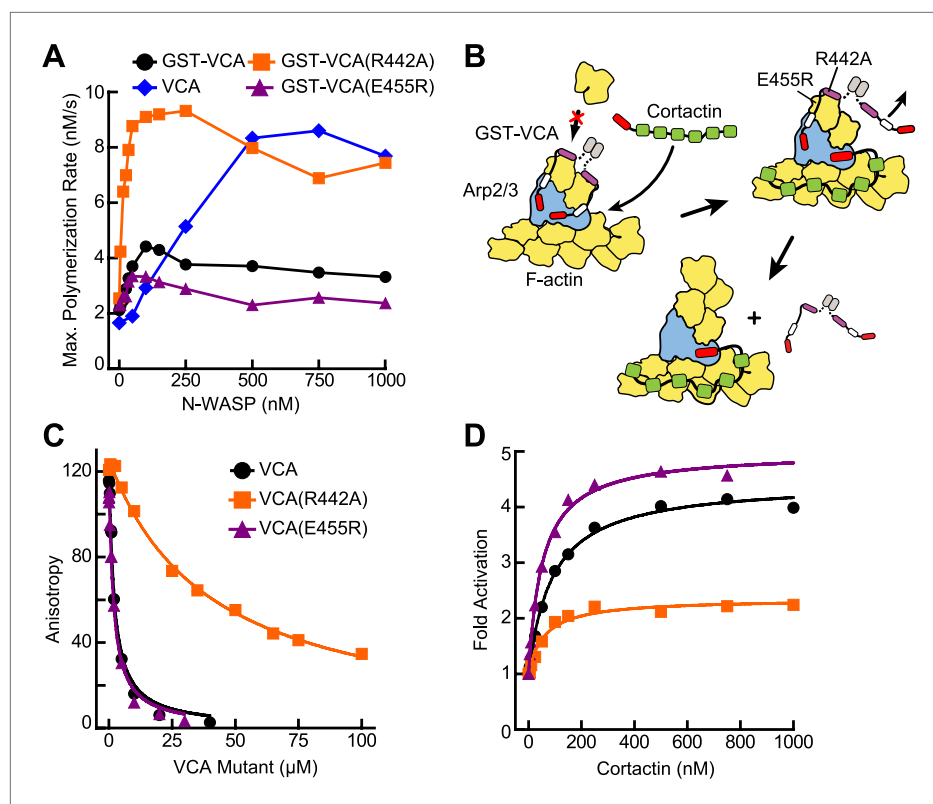 A
GST-VCA
GST-VCA(R442A)
VCA
GST-VCA(E455R)
Max. Polymerization Rate (nM/s)
10
8
6
4
2
0
0
250
500
750
1000
N-WASP (nM)
B
R442A
E455R
Cortactin
GST-VCA
Arp2/3
F-actin
+
C
VCA
VCA(R442A)
VCA(E455R)
Anisotropy
120
80
40
0
0
25
50
75
100
VCA Mutant (µM)
D
Fold Activation
5
4
3
2
1
0
0
200
400
600
800
1000
Cortactin (nM)